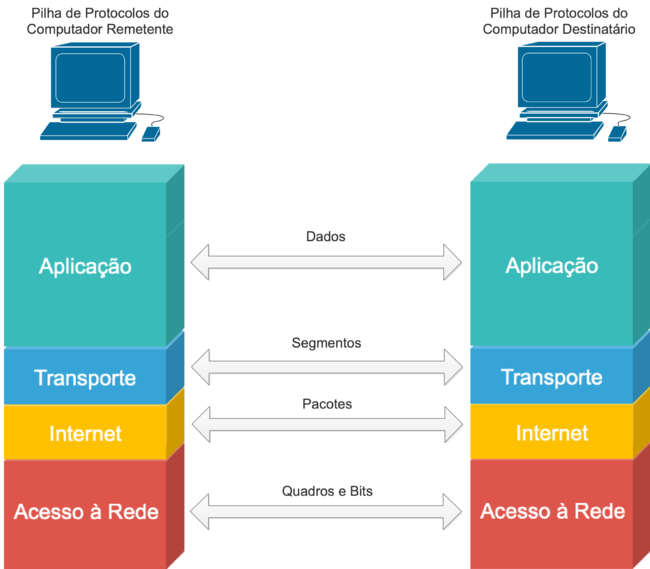 Pilha de Protocolos do
Computador Remetente
Pilha de Protocolos do
Computador Destinatário
Aplicação
Dados
Aplicação
Transporte
Segmentos
Transporte
Internet
Pacotes
Internet
Acesso à Rede
Quadros e Bits
Acesso à Rede